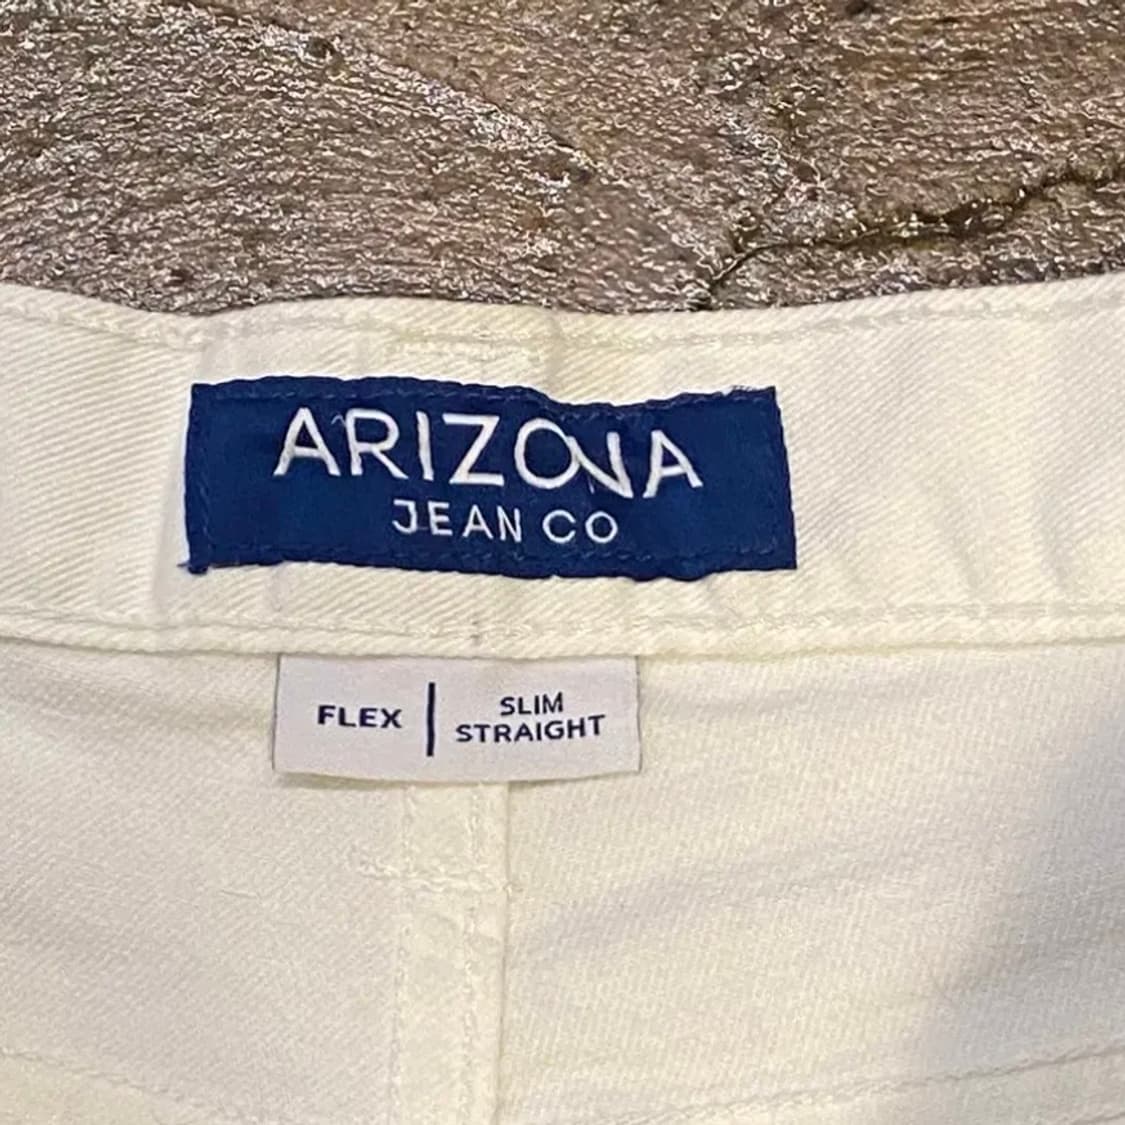 ARIZONA
JEAN CO
FLEX | SLIM
STRAIGHT